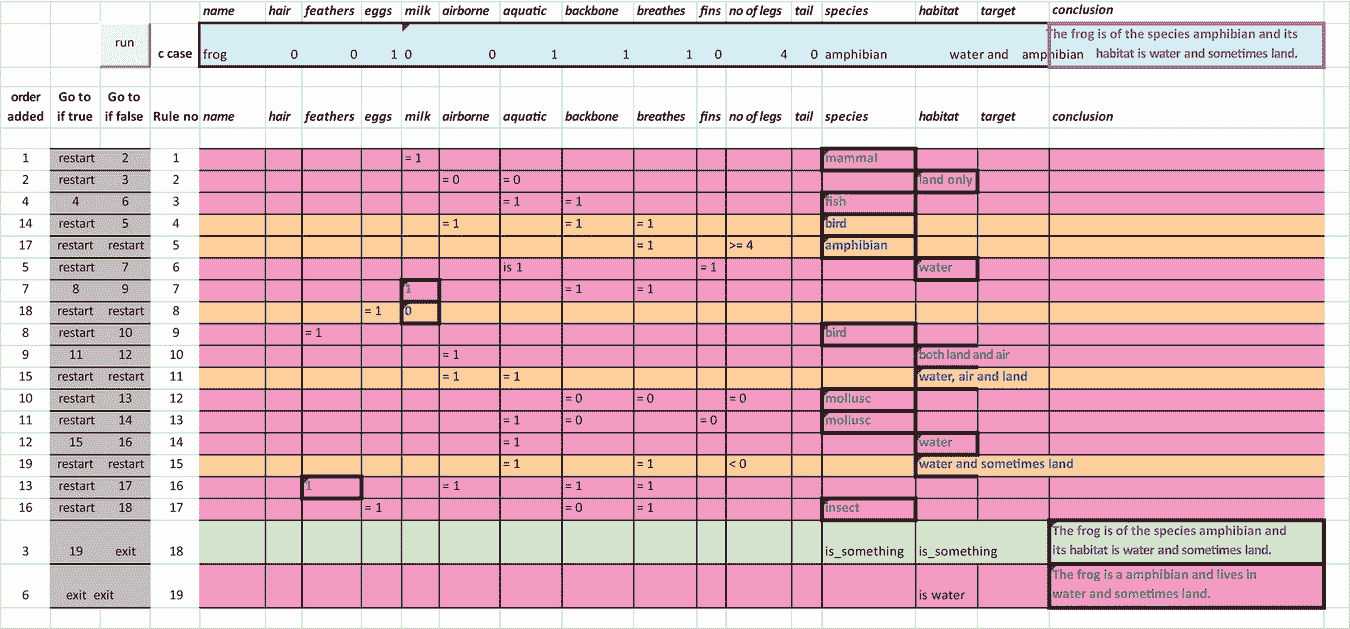 name hair feathers eggs milk airborne aquatic backbone breathes fins no of legs tail species habitat target conclusion
run c case frog 0 0 1 0 0 1 1 1 0 4 0 amphibian water and amphibian The frog is of the species amphibian and its
habitat is water and sometimes land.
order Go to Go to
added if true if false Rule no name hair feathers eggs milk airborne aquatic backbone breathes fins no of legs tail species habitat target conclusion
1 restart 2 1 = 1 mammal
2 restart 3 2 = 0 = 0 land only
4 4 6 3 = 1 = 1 fish
14 restart 5 4 = 1 = 1 = 1 bird
17 restart restart 5 = 1 >= 4 amphibian
5 restart 7 6 is 1 = 1 water
7 8 9 7 1 = 1 = 1
18 restart restart 8 = 1 0
8 restart 10 9 = 1 bird
9 11 12 10 = 1 both land and air
15 restart restart 11 = 1 = 1 water, air and land
10 restart 13 12 = 0 = 0 = 0 mollusc
11 restart 14 13 = 1 = 0 = 0 mollusc
12 15 16 14 = 1 water
19 restart restart 15 = 1 = 1 < 0 water and sometimes land
13 restart 17 16 1 = 1 = 1 = 1
16 restart 18 17 = 1 = 0 = 1 insect
The frog is of the species amphibian and
3 19 exit 18 is_something is_something its habitat is water and sometimes land.
The frog is a amphibian and lives in
6 exit exit 19 is water water and sometimes land.